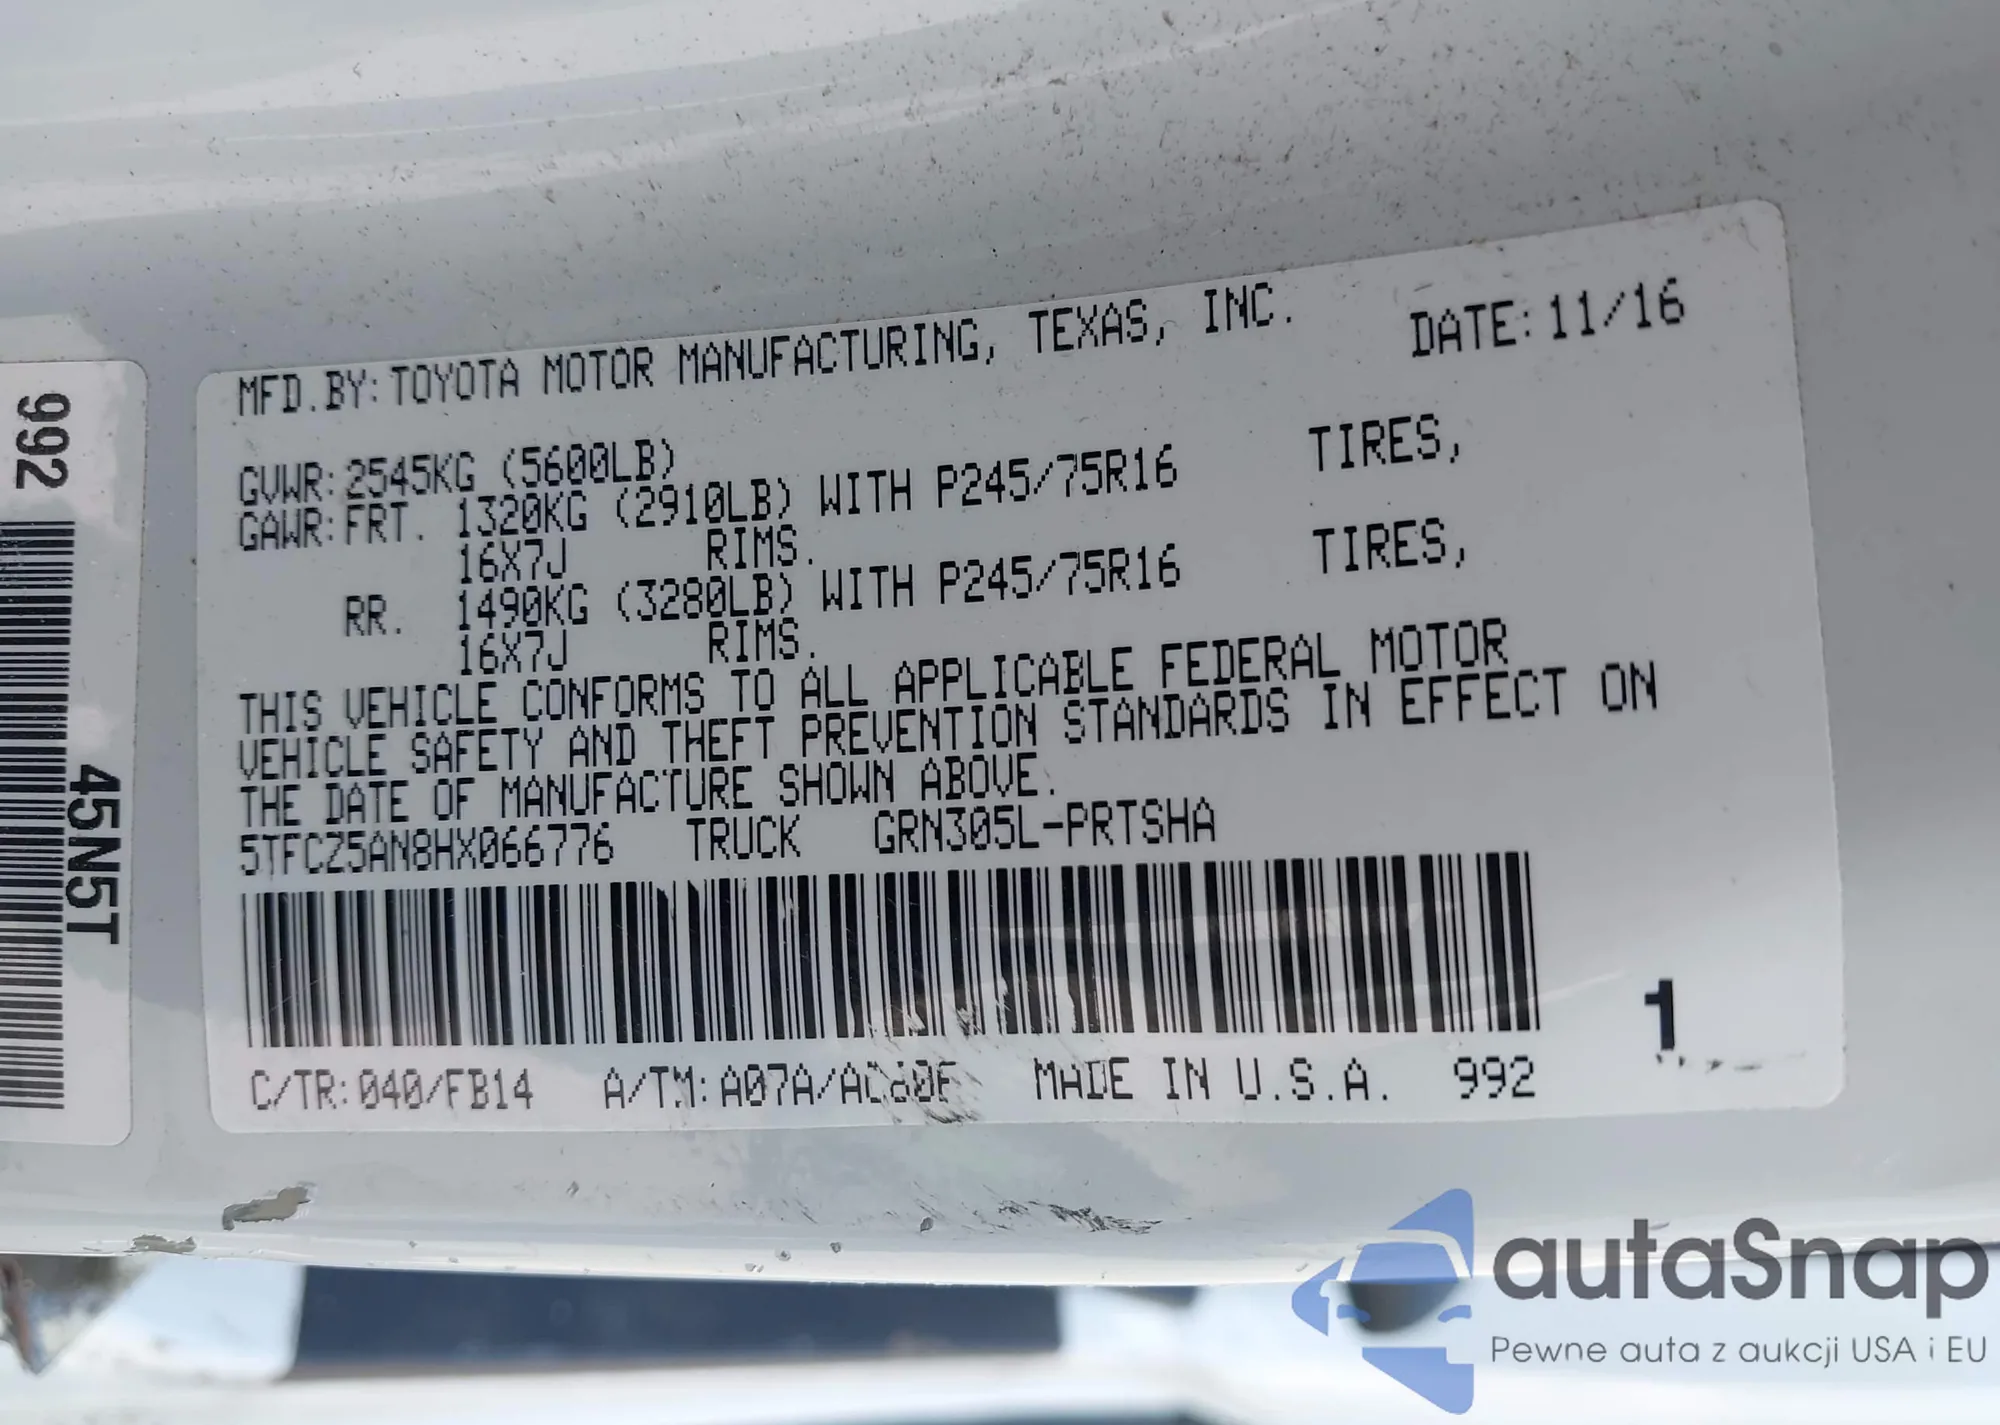 MFD.BY:TOYOTA MOTOR MANUFACTURING, TEXAS, INC. DATE:11/16
GVWR:2545KG (5600LB)
GAWR:FRT. 1320KG (2910LB) WITH P245/75R16 TIRES,
16X7J RIMS.
RR. 1490KG (3280LB) WITH P245/75R16 TIRES,
16X7J RIMS.
THIS VEHICLE CONFORMS TO ALL APPLICABLE FEDERAL MOTOR
VEHICLE SAFETY AND THEFT PREVENTION STANDARDS IN EFFECT ON
THE DATE OF MANUFACTURE SHOWN ABOVE.
5TFCZ5AN8HX066776 TRUCK GRN305L-PRTSHA
1
C/TR:040/FB14 A/TM: MADE IN U.S.A. 992
992
45N5T
autoSnap
Pewne auta z aukcji USA i EU